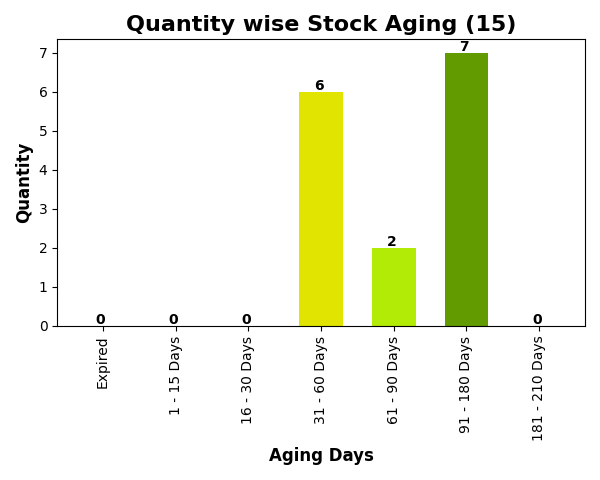 Quantity wise Stock Aging (15)
Quantity
7
6
5
4
3
2
1
0
0
0
0
6
2
7
0
Expired
1 - 15 Days
16 - 30 Days
31 - 60 Days
61 - 90 Days
91 - 180 Days
181 - 210 Days
Aging Days